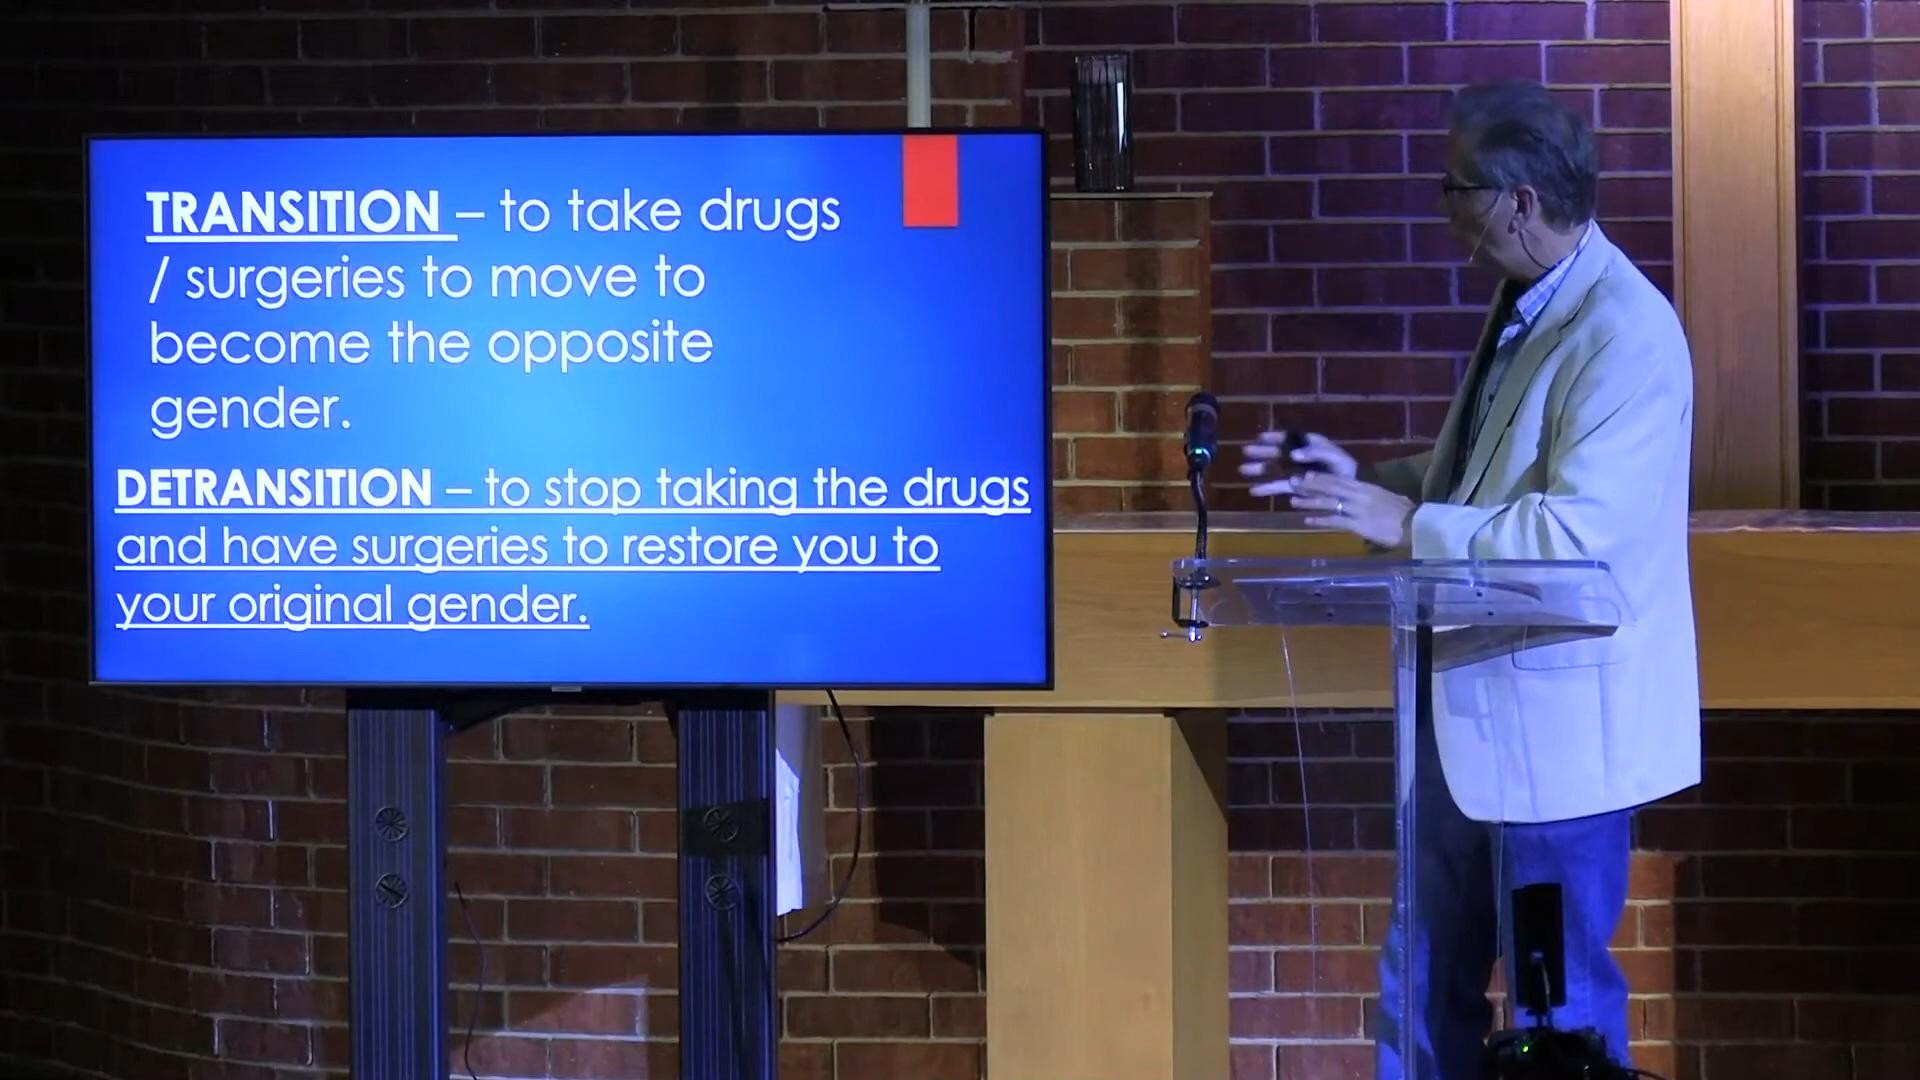 TRANSITION – to take drugs
/ surgeries to move to
become the opposite
gender.
DETRANSITION – to stop taking the drugs
and have surgeries to restore you to
your original gender.